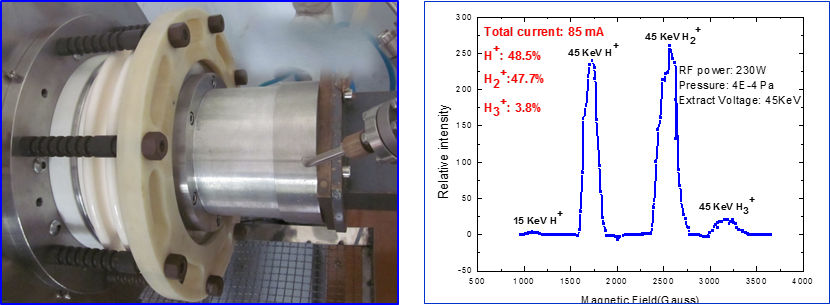 Total current: 85 mA
H+: 48.5%
H2+:47.7%
H3+: 3.8%
45 KeV H+
45 KeV H2+
RF power: 230W
Pressure: 4E-4 Pa
Extract Voltage: 45KeV
15 KeV H+
45 KeV H3+
Relative intensity
300
250
200
150
100
50
0
-50
500
1000
1500
2000
2500
3000
3500
4000
Magnetic Field(Gauss)